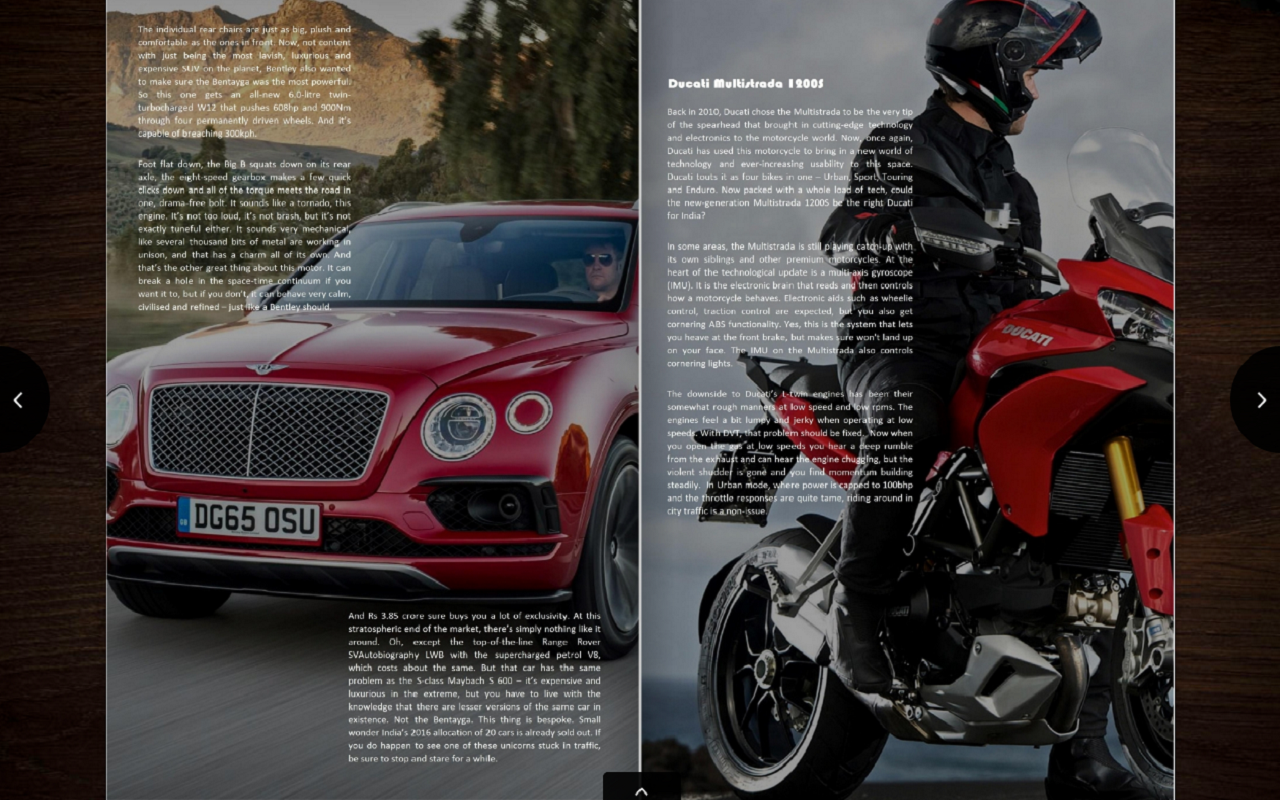 The individual rear chairs are just as big, plush and
comfortable as the ones in front. Now, not content
with just being the most lavish, luxurious and
expensive SUV on the planet, Bentley also wanted
to make sure the Bentayga was the most powerful.
So this one gets an all-new 6.0-litre twin-
turbocharged W12 that pushes 608hp and 900Nm
through four permanently driven wheels. And it's
capable of breaching 300kph.
Foot flat down, the Big B squats down on its rear
axle, the eight-speed gearbox makes a few quick
clicks down and all of the torque meets the road in
one, drama-free bolt. It sounds like a tornado, this
engine. It's not too loud, it's not brash, but it's not
exactly tuneful either. It sounds very mechanical,
like several thousand bits of metal are working in
unison, and that has a charm all of its own. And
that's the other great thing about this motor. It can
break a hole in the space-time continuum if you
want it to, but if you don't, it can behave very calm,
civilised and refined – just like a Bentley should.
DG65 OSU
And Rs 3.85 crore sure buys you a lot of exclusivity. At this
stratospheric end of the market, there's simply nothing like it
around. Oh, except the top-of-the-line Range Rover
SVAutobiography LWB with the supercharged petrol V8,
which costs about the same. But that car has the same
problem as the S-class Maybach S 600 – it's expensive and
luxurious in the extreme, but you have to live with the
knowledge that there are lesser versions of the same car in
existence. Not the Bentayga. This thing is bespoke. Small
wonder India's 2016 allocation of 20 cars is already sold out. If
you do happen to see one of these unicorns stuck in traffic,
be sure to stop and stare for a while.
Ducati Multistrada 1200S
Back in 2010, Ducati chose the Multistrada to be the very tip
of the spearhead that brought in cutting-edge technology
and electronics to the motorcycle world. Now, once again,
Ducati has used this motorcycle to bring in a new world of
technology and ever-increasing usability to this space.
Ducati touts it as four bikes in one – Urban, Sport, Touring
and Enduro. Now packed with a whole load of tech, could
the new-generation Multistrada 1200S be the right Ducati
for India?
In some areas, the Multistrada is still playing catch-up with
its own siblings and other premium motorcycles. At the
heart of the technological update is a multi-axis gyroscope
(IMU). It is the electronic brain that reads and then controls
how a motorcycle behaves. Electronic aids such as wheelie
control, traction control are expected, but you also get
cornering ABS functionality. Yes, this is the system that lets
you heave at the front brake, but makes sure won't land up
on your face. The IMU on the Multistrada also controls
cornering lights.
The downside to Ducati's L-twin engines has been their
somewhat rough manners at low speed and low rpms. The
engines feel a bit lumpy and jerky when operating at low
speeds. With DVT, that problem should be fixed. Now when
you open the gas at low speeds you hear a deep rumble
from the exhaust and can hear the engine chugging, but the
violent shudder is gone and you find momentum building
steadily. In Urban mode, where power is capped to 100bhp
and the throttle responses are quite tame, riding around in
city traffic is a non-issue.
DUCATI